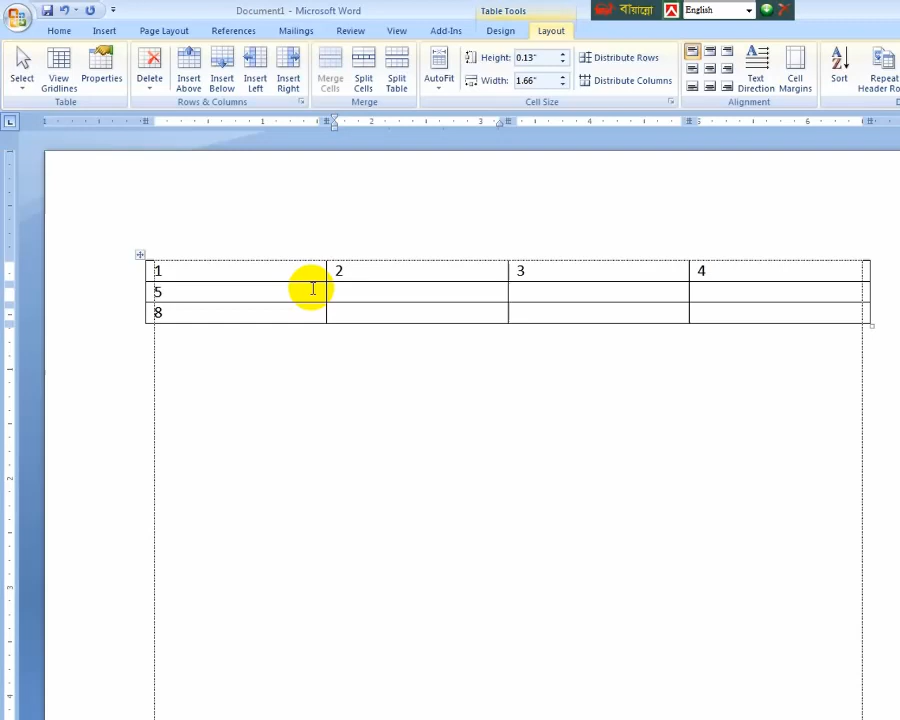 Document1 - Microsoft Word
Table Tools
বায়ান্নো
English
Home Insert Page Layout References Mailings Review View Add-Ins Design Layout
Select
View Gridlines
Properties
Delete
Insert Above
Insert Below
Insert Left
Insert Right
Merge Cells
Split Cells
Split Table
AutoFit
Height: 0.13"
Width: 1.66"
Distribute Rows
Distribute Columns
Text Direction
Cell Margins
Sort
Repeat
Header Ro
Table
Rows & Columns
Merge
Cell Size
Alignment
1 2 3 4
5
8